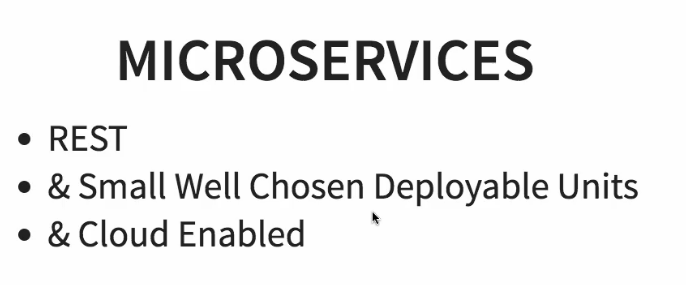 MICROSERVICES
• REST
• & Small Well Chosen Deployable Units
• & Cloud Enabled